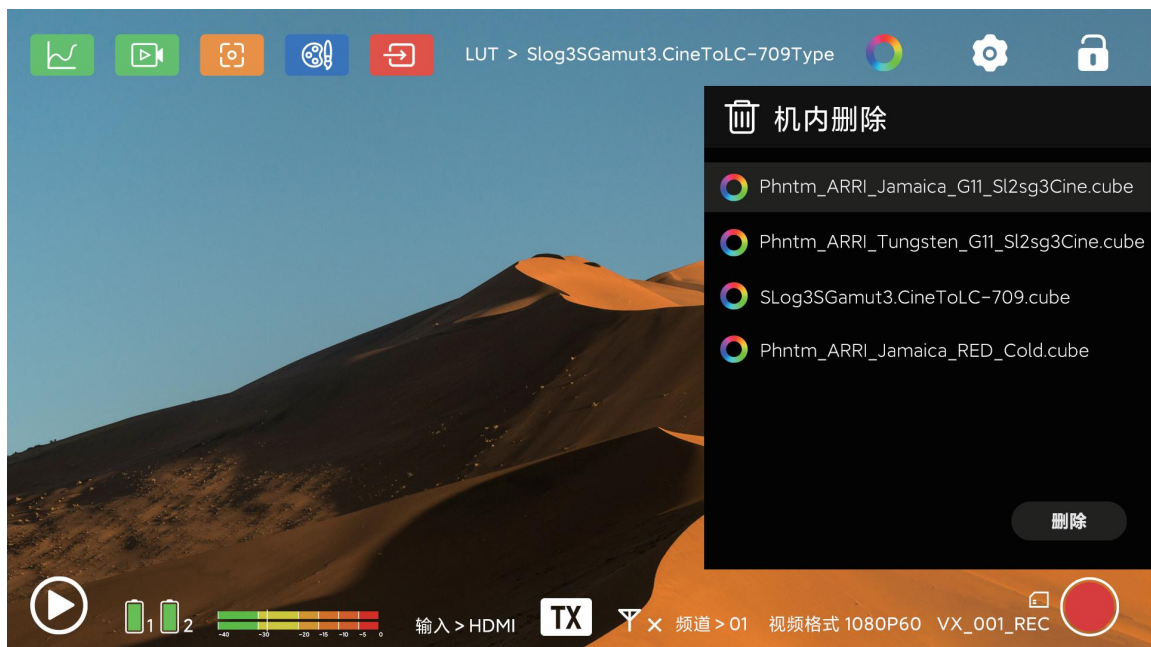 LUT > Slog3SGamut3.CineToLC-709Type
机内删除
Phntm_ARRI_Jamaica_G11_Sl2sg3Cine.cube
Phntm_ARRI_Tungsten_G11_Sl2sg3Cine.cube
SLog3SGamut3.CineToLC-709.cube
Phntm_ARRI_Jamaica_RED_Cold.cube
删除
1 2
-40 -30 -20 -15 -10 -5 0
输入 > HDMI
TX
频道 > 01
视频格式 1080P60
VX_001_REC